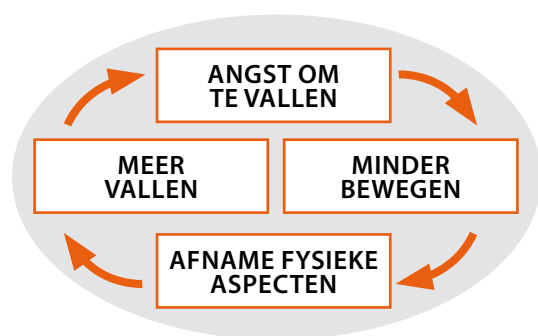 ANGST OM
TE VALLEN
MEER
VALLEN
MINDER
BEWEGEN
AFNAME FYSIEKE
ASPECTEN